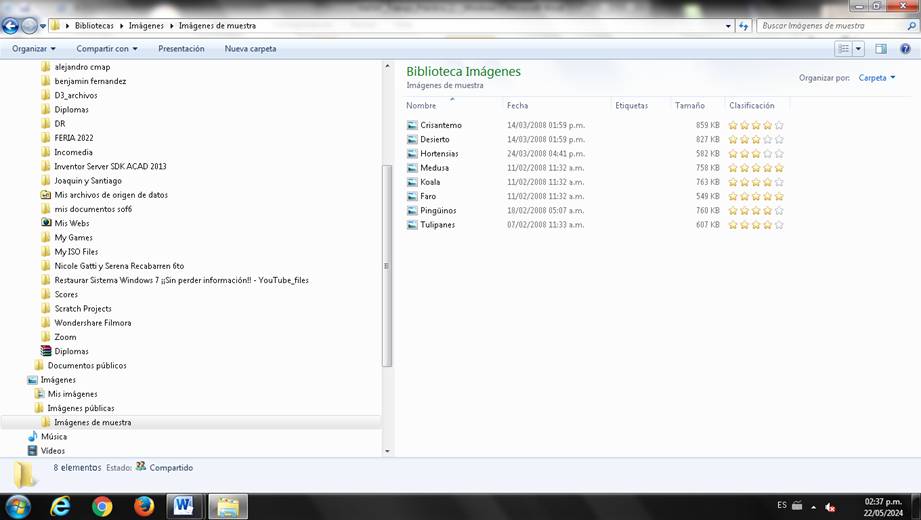 Bibliotecas Imágenes Imágenes de muestra
Buscar Imágenes de muestra
Organizar Compartir con Presentación Nueva carpeta
alejandro cmap
benjamin fernandez
D3_archivos
Diplomas
DR
FERIA 2022
Incomedia
Inventor Server SDK ACAD 2013
Joaquin y Santiago
Mis archivos de origen de datos
mis documentos sof6
Mis Webs
My Games
My ISO Files
Nicole Gatti y Serena Recabarren 6to
Restaurar Sistema Windows 7 ¡¡Sin perder información!! - YouTube_files
Scores
Scratch Projects
Wondershare Filmora
Zoom
Diplomas
Documentos públicos
Imágenes
Mis imágenes
Imágenes públicas
Imágenes de muestra
Música
Vídeos
Biblioteca Imágenes
Imágenes de muestra
Organizar por: Carpeta
Nombre Fecha Etiquetas Tamaño Clasificación
Crisantemo 14/03/2008 01:59 p.m. 859 KB
Desierto 14/03/2008 01:59 p.m. 827 KB
Hortensias 24/03/2008 04:41 p.m. 582 KB
Medusa 11/02/2008 11:32 a.m. 758 KB
Koala 11/02/2008 11:32 a.m. 763 KB
Faro 11/02/2008 11:32 a.m. 549 KB
Pingüinos 18/02/2008 05:07 a.m. 760 KB
Tulipanes 07/02/2008 11:33 a.m. 607 KB
8 elementos Estado: Compartido
ES
02:37 p.m.
22/05/2024